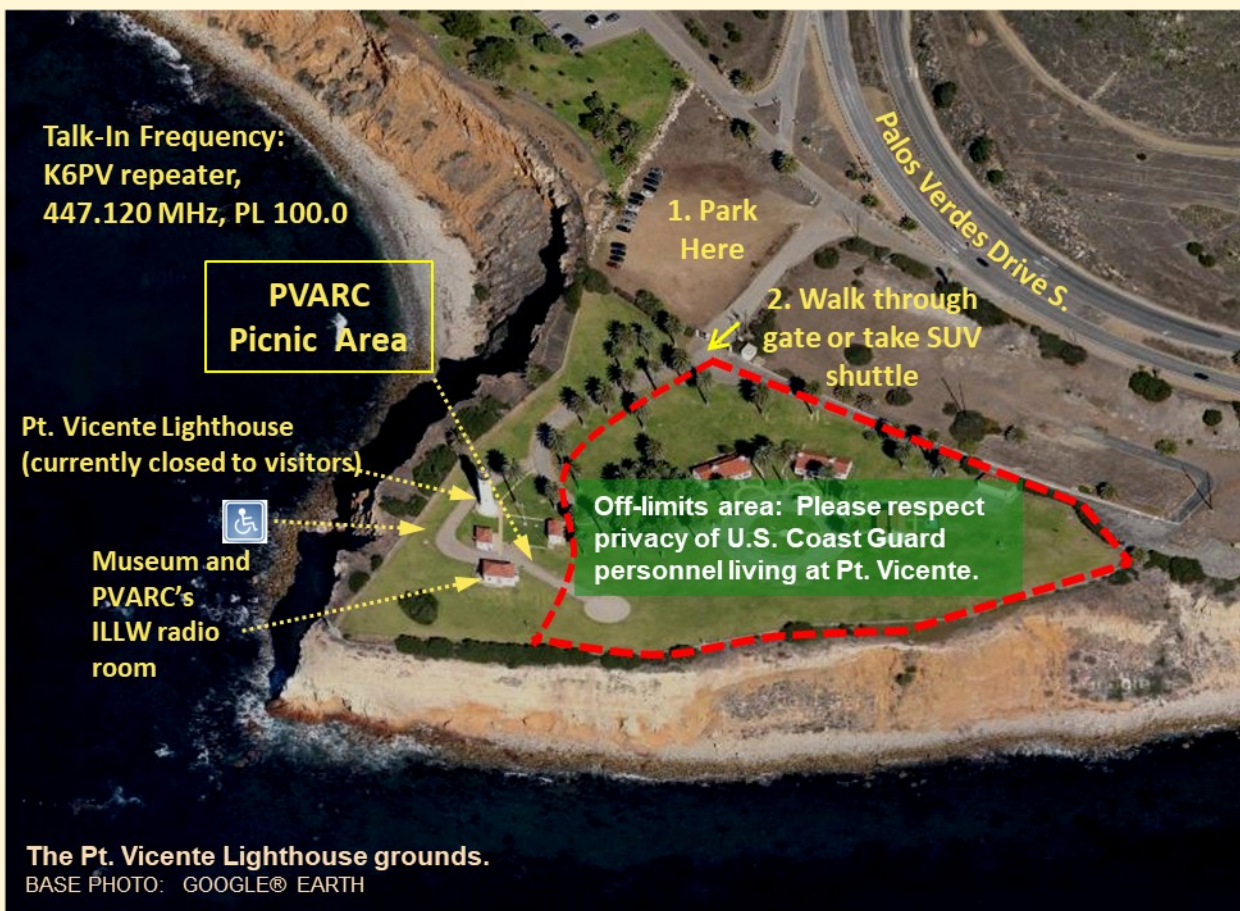 Talk-In Frequency:
K6PV repeater,
447.120 MHz, PL 100.0
PVARC
Picnic Area
1. Park
Here
Palos Verdes Drive S.
2. Walk through
gate or take SUV
shuttle
Pt. Vicente Lighthouse
(currently closed to visitors)
Museum and
PVARC's
ILLW radio
room
Off-limits area: Please respect
privacy of U.S. Coast Guard
personnel living at Pt. Vicente.
The Pt. Vicente Lighthouse grounds.
BASE PHOTO: GOOGLE® EARTH